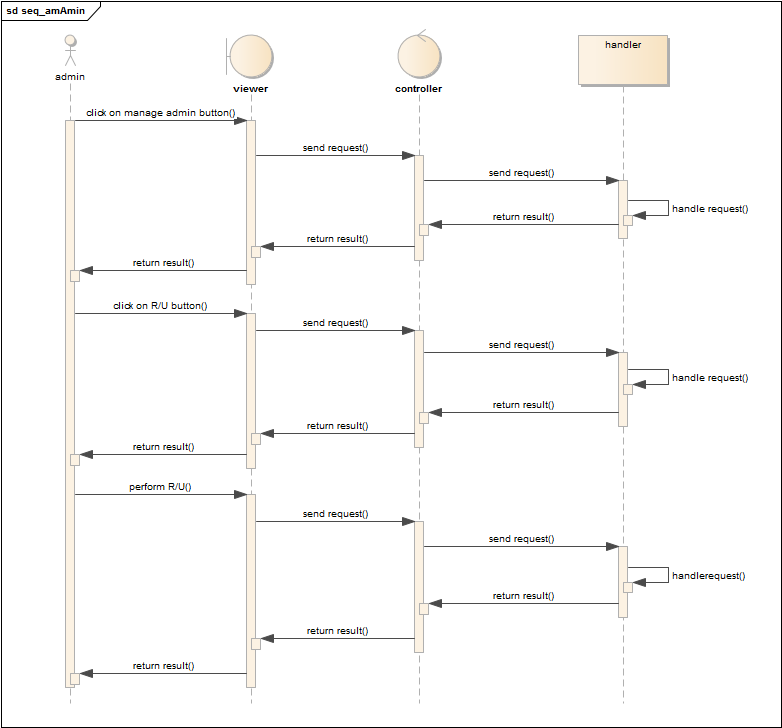 sd seq_amAmin
admin
viewer
controller
handler
click on manage admin button()
send request()
send request()
handle request()
return result()
return result()
return result()
click on R/U button()
send request()
send request()
handle request()
return result()
return result()
return result()
perform R/U()
send request()
send request()
handlerequest()
return result()
return result()
return result()